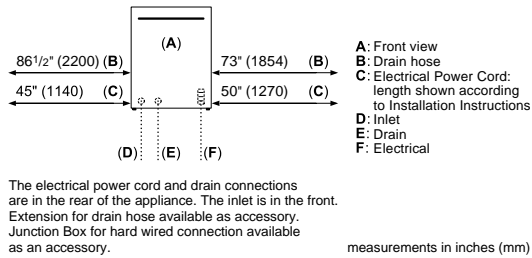 (A)
861/2" (2200) (B)
73" (1854) (B)
45" (1140) (C)
50" (1270) (C)
(D) (E) (F)
A: Front view
B: Drain hose
C: Electrical Power Cord:
length shown according
to Installation Instructions
D: Inlet
E: Drain
F: Electrical
The electrical power cord and drain connections
are in the rear of the appliance. The inlet is in the front.
Extension for drain hose available as accessory.
Junction Box for hard wired connection available
as an accessory.
measurements in inches (mm)